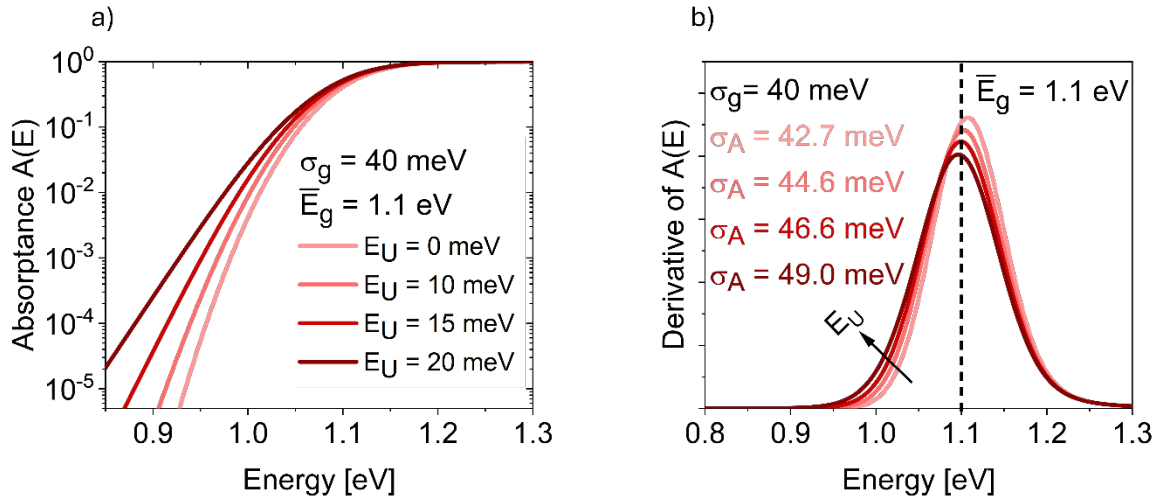 a)
10⁰
10⁻¹
10⁻²
10⁻³
10⁻⁴
10⁻⁵
Absorptance A(E)
σg = 40 meV
E̅g = 1.1 eV
EU = 0 meV
EU = 10 meV
EU = 15 meV
EU = 20 meV
0.9 1.0 1.1 1.2 1.3
Energy [eV]
b)
Derivative of A(E)
σg= 40 meV
E̅g = 1.1 eV
σA = 42.7 meV
σA = 44.6 meV
σA = 46.6 meV
σA = 49.0 meV
EU
0.8 0.9 1.0 1.1 1.2 1.3
Energy [eV]